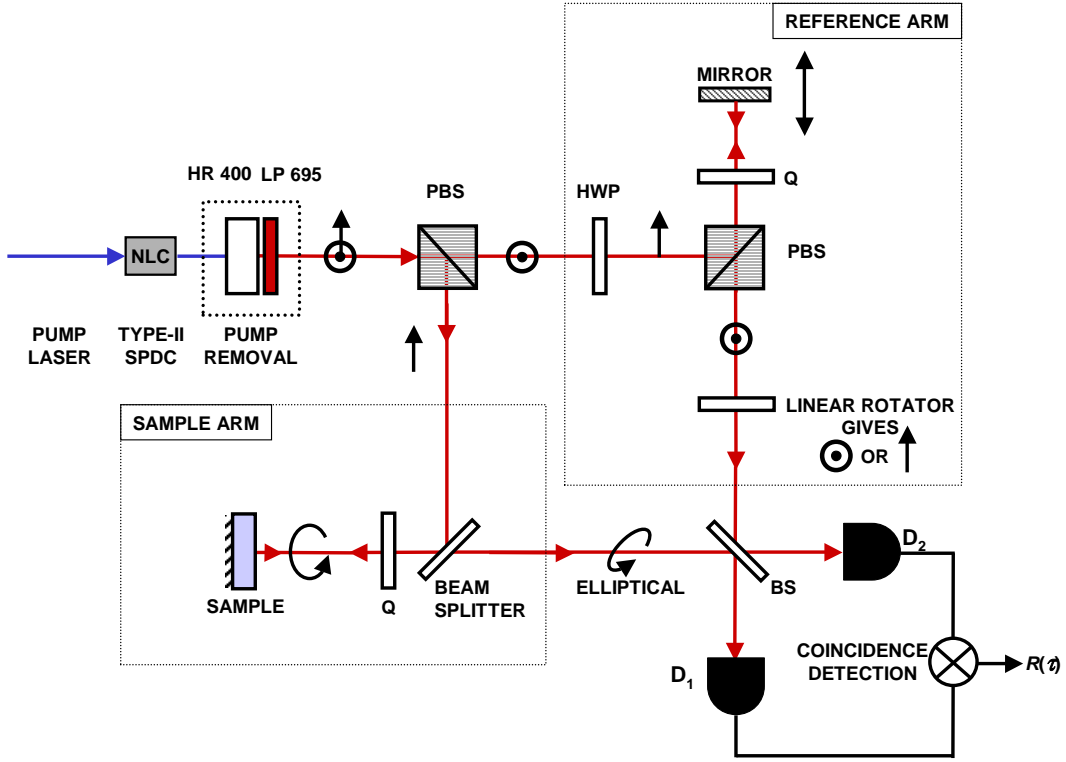 REFERENCE ARM
MIRROR
Q
HR 400 LP 695
PBS
HWP
PBS
NLC
PUMP
LASER
TYPE-II
SPDC
PUMP
REMOVAL
LINEAR ROTATOR
GIVES
OR
SAMPLE ARM
SAMPLE
Q
BEAM
SPLITTER
ELLIPTICAL
BS
D2
D1
COINCIDENCE
DETECTION
R(τ)